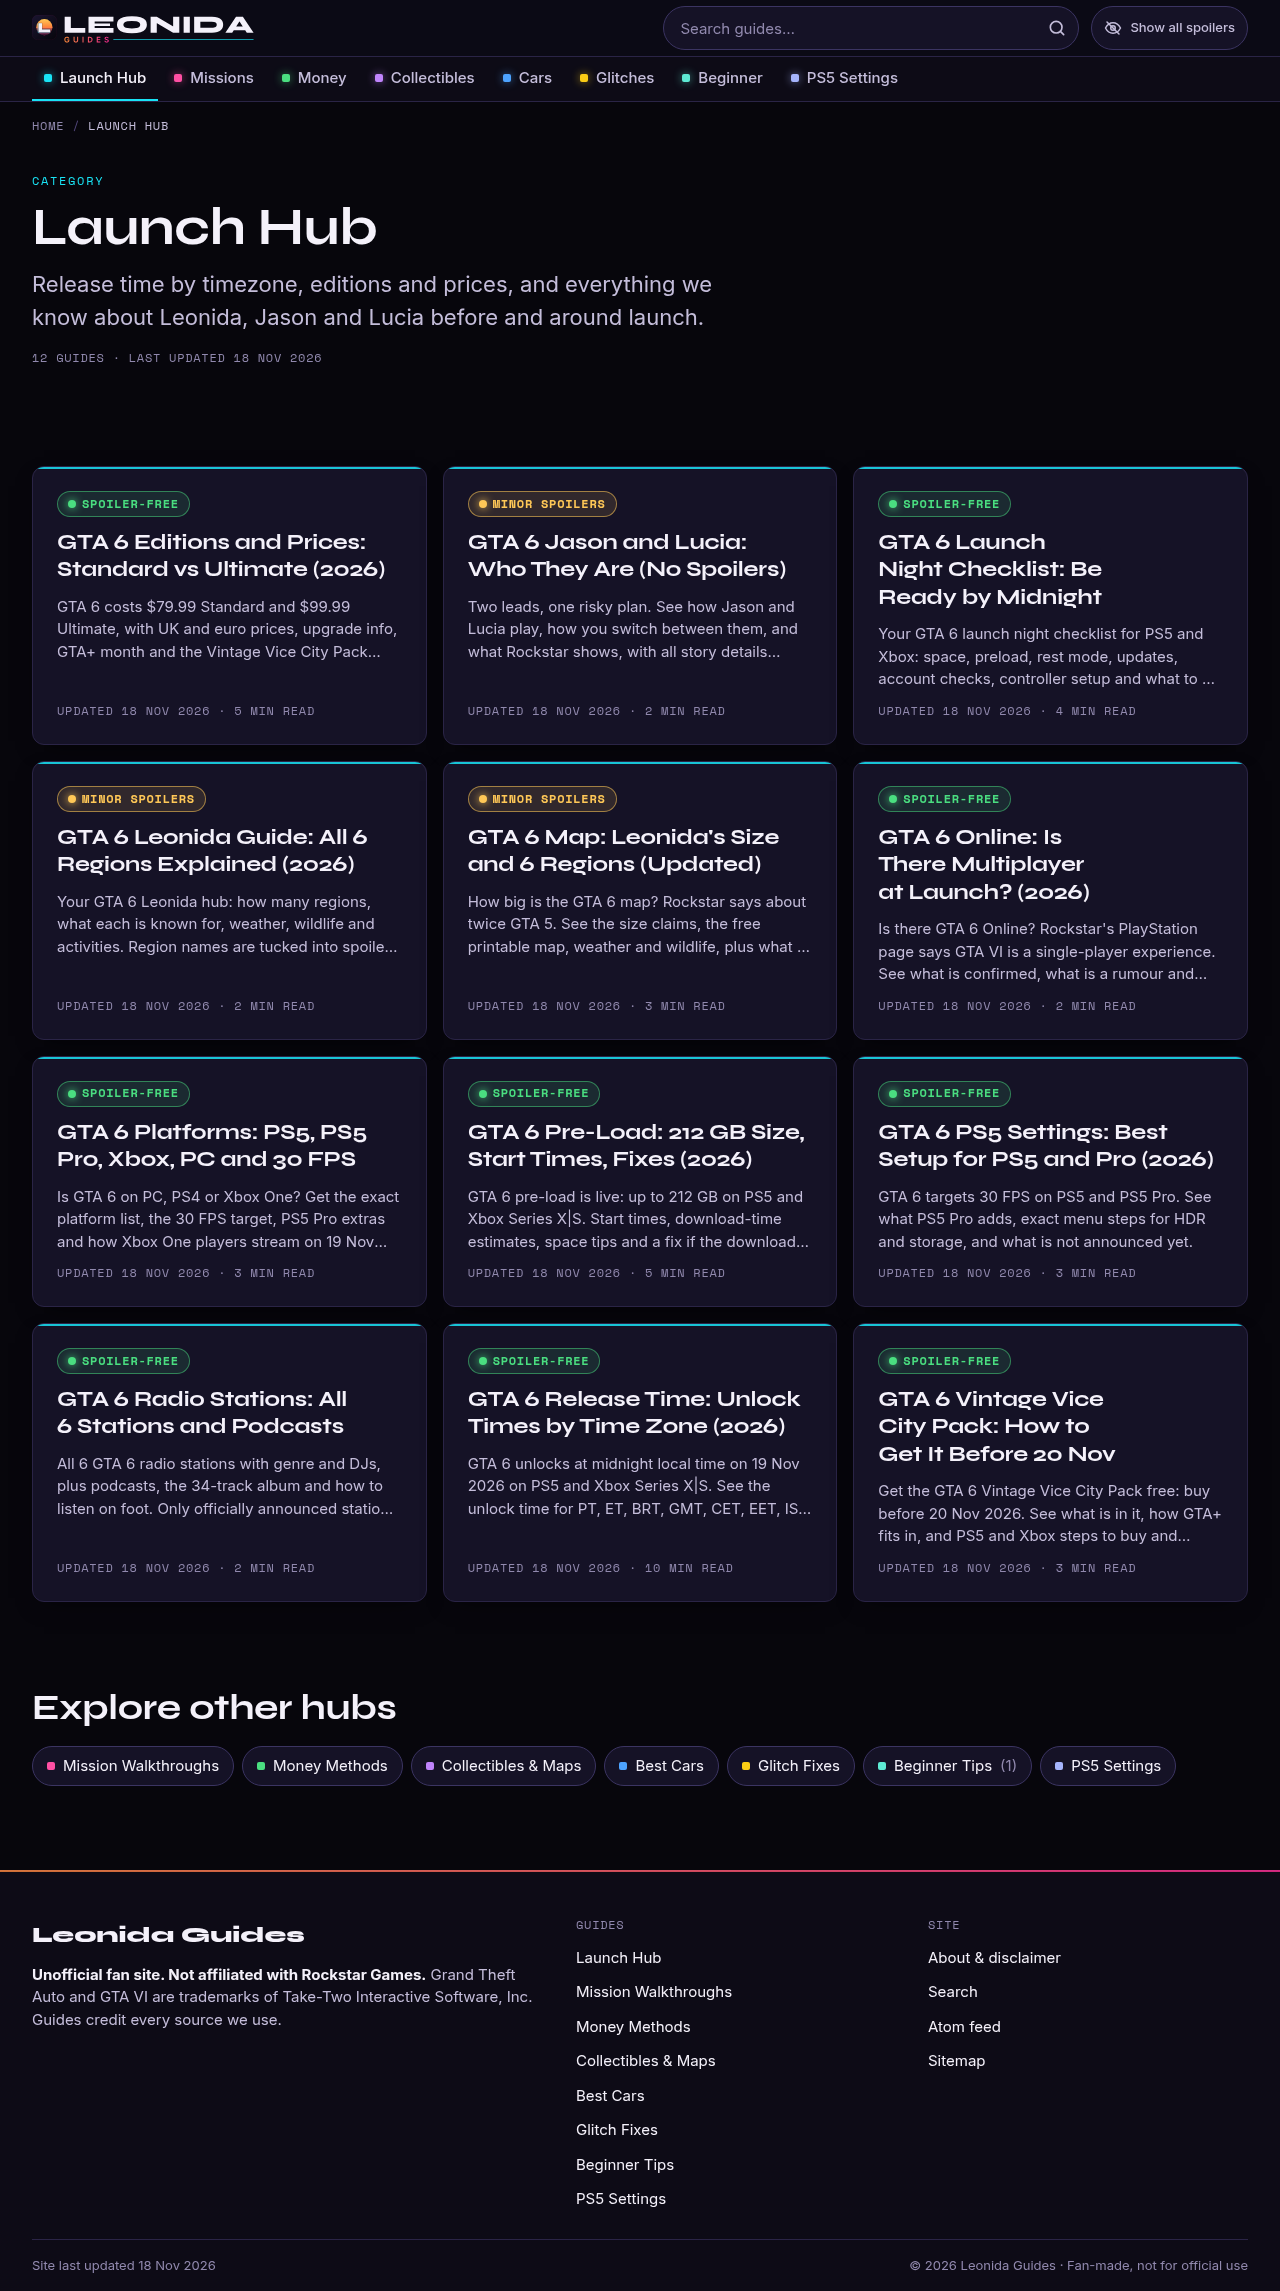 LEONIDA
GUIDES
Search guides...
Show all spoilers
Launch Hub
Missions
Money
Collectibles
Cars
Glitches
Beginner
PS5 Settings
HOME / LAUNCH HUB
CATEGORY
Launch Hub
Release time by timezone, editions and prices, and everything we
know about Leonida, Jason and Lucia before and around launch.
12 GUIDES · LAST UPDATED 18 NOV 2026
SPOILER-FREE
GTA 6 Editions and Prices:
Standard vs Ultimate (2026)
GTA 6 costs $79.99 Standard and $99.99
Ultimate, with UK and euro prices, upgrade info,
GTA+ month and the Vintage Vice City Pack...
UPDATED 18 NOV 2026 · 5 MIN READ
MINOR SPOILERS
GTA 6 Jason and Lucia:
Who They Are (No Spoilers)
Two leads, one risky plan. See how Jason and
Lucia play, how you switch between them, and
what Rockstar shows, with all story details...
UPDATED 18 NOV 2026 · 2 MIN READ
SPOILER-FREE
GTA 6 Launch
Night Checklist: Be
Ready by Midnight
Your GTA 6 launch night checklist for PS5 and
Xbox: space, preload, rest mode, updates,
account checks, controller setup and what to ...
UPDATED 18 NOV 2026 · 4 MIN READ
MINOR SPOILERS
GTA 6 Leonida Guide: All 6
Regions Explained (2026)
Your GTA 6 Leonida hub: how many regions,
what each is known for, weather, wildlife and
activities. Region names are tucked into spoile...
UPDATED 18 NOV 2026 · 2 MIN READ
MINOR SPOILERS
GTA 6 Map: Leonida's Size
and 6 Regions (Updated)
How big is the GTA 6 map? Rockstar says about
twice GTA 5. See the size claims, the free
printable map, weather and wildlife, plus what ...
UPDATED 18 NOV 2026 · 3 MIN READ
SPOILER-FREE
GTA 6 Online: Is
There Multiplayer
at Launch? (2026)
Is there GTA 6 Online? Rockstar's PlayStation
page says GTA VI is a single-player experience.
See what is confirmed, what is a rumour and...
UPDATED 18 NOV 2026 · 2 MIN READ
SPOILER-FREE
GTA 6 Platforms: PS5, PS5
Pro, Xbox, PC and 30 FPS
Is GTA 6 on PC, PS4 or Xbox One? Get the exact
platform list, the 30 FPS target, PS5 Pro extras
and how Xbox One players stream on 19 Nov...
UPDATED 18 NOV 2026 · 3 MIN READ
SPOILER-FREE
GTA 6 Pre-Load: 212 GB Size,
Start Times, Fixes (2026)
GTA 6 pre-load is live: up to 212 GB on PS5 and
Xbox Series X|S. Start times, download-time
estimates, space tips and a fix if the download...
UPDATED 18 NOV 2026 · 5 MIN READ
SPOILER-FREE
GTA 6 PS5 Settings: Best
Setup for PS5 and Pro (2026)
GTA 6 targets 30 FPS on PS5 and PS5 Pro. See
what PS5 Pro adds, exact menu steps for HDR
and storage, and what is not announced yet.
UPDATED 18 NOV 2026 · 3 MIN READ
SPOILER-FREE
GTA 6 Radio Stations: All
6 Stations and Podcasts
All 6 GTA 6 radio stations with genre and DJs,
plus podcasts, the 34-track album and how to
listen on foot. Only officially announced statio...
UPDATED 18 NOV 2026 · 2 MIN READ
SPOILER-FREE
GTA 6 Release Time: Unlock
Times by Time Zone (2026)
GTA 6 unlocks at midnight local time on 19 Nov
2026 on PS5 and Xbox Series X|S. See the
unlock time for PT, ET, BRT, GMT, CET, EET, IS...
UPDATED 18 NOV 2026 · 10 MIN READ
SPOILER-FREE
GTA 6 Vintage Vice
City Pack: How to
Get It Before 20 Nov
Get the GTA 6 Vintage Vice City Pack free: buy
before 20 Nov 2026. See what is in it, how GTA+
fits in, and PS5 and Xbox steps to buy and...
UPDATED 18 NOV 2026 · 3 MIN READ
Explore other hubs
Mission Walkthroughs
Money Methods
Collectibles & Maps
Best Cars
Glitch Fixes
Beginner Tips (1)
PS5 Settings
Leonida Guides
Unofficial fan site. Not affiliated with Rockstar Games. Grand Theft
Auto and GTA VI are trademarks of Take-Two Interactive Software, Inc.
Guides credit every source we use.
GUIDES
Launch Hub
Mission Walkthroughs
Money Methods
Collectibles & Maps
Best Cars
Glitch Fixes
Beginner Tips
PS5 Settings
SITE
About & disclaimer
Search
Atom feed
Sitemap
Site last updated 18 Nov 2026
© 2026 Leonida Guides · Fan-made, not for official use